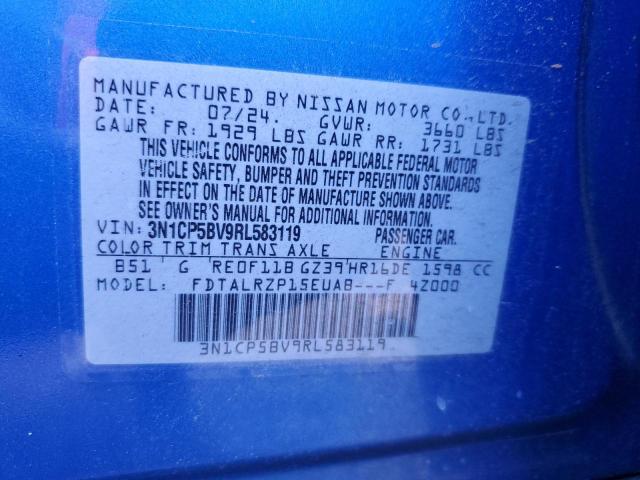 MANUFACTURED BY NISSAN MOTOR CO., LTD.
DATE: 07/24. GVWR: 3660 LBS
GAWR FR: 1929 LBS GAWR RR: 1731 LBS
THIS VEHICLE CONFORMS TO ALL APPLICABLE FEDERAL MOTOR
VEHICLE SAFETY, BUMPER AND THEFT PREVENTION STANDARDS
IN EFFECT ON THE DATE OF MANUFACTURE SHOWN ABOVE.
SEE OWNER'S MANUAL FOR ADDITIONAL INFORMATION.
VIN: 3N1CP5BV9RL583119 PASSENGER CAR.
COLOR TRIM TRANS AXLE ENGINE
B51 G RE0F11B GZ39 HR16DE 1598 CC
MODEL: FDTALRZP15EUAB---F 4Z000
3N1CP5BV9RL583119